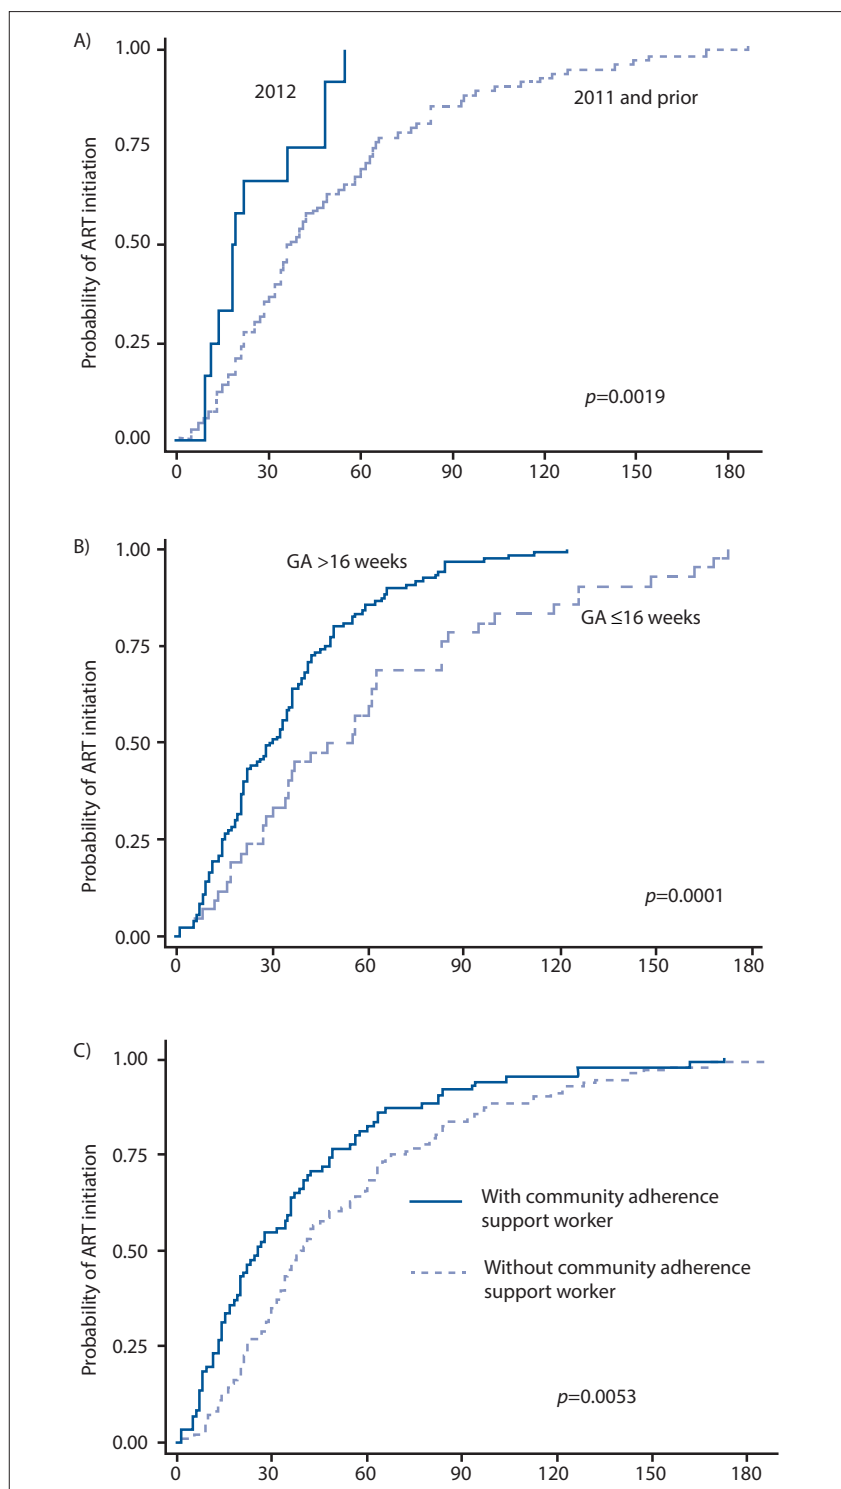 A)
1.00
0.75
0.50
0.25
0.00
Probability of ART initiation
2012
2011 and prior
p=0.0019
0 30 60 90 120 150 180
B)
1.00
0.75
0.50
0.25
0.00
Probability of ART initiation
GA >16 weeks
GA ≤16 weeks
p=0.0001
0 30 60 90 120 150 180
C)
1.00
0.75
0.50
0.25
0.00
Probability of ART initiation
With community adherence
support worker
Without community adherence
support worker
p=0.0053
0 30 60 90 120 150 180